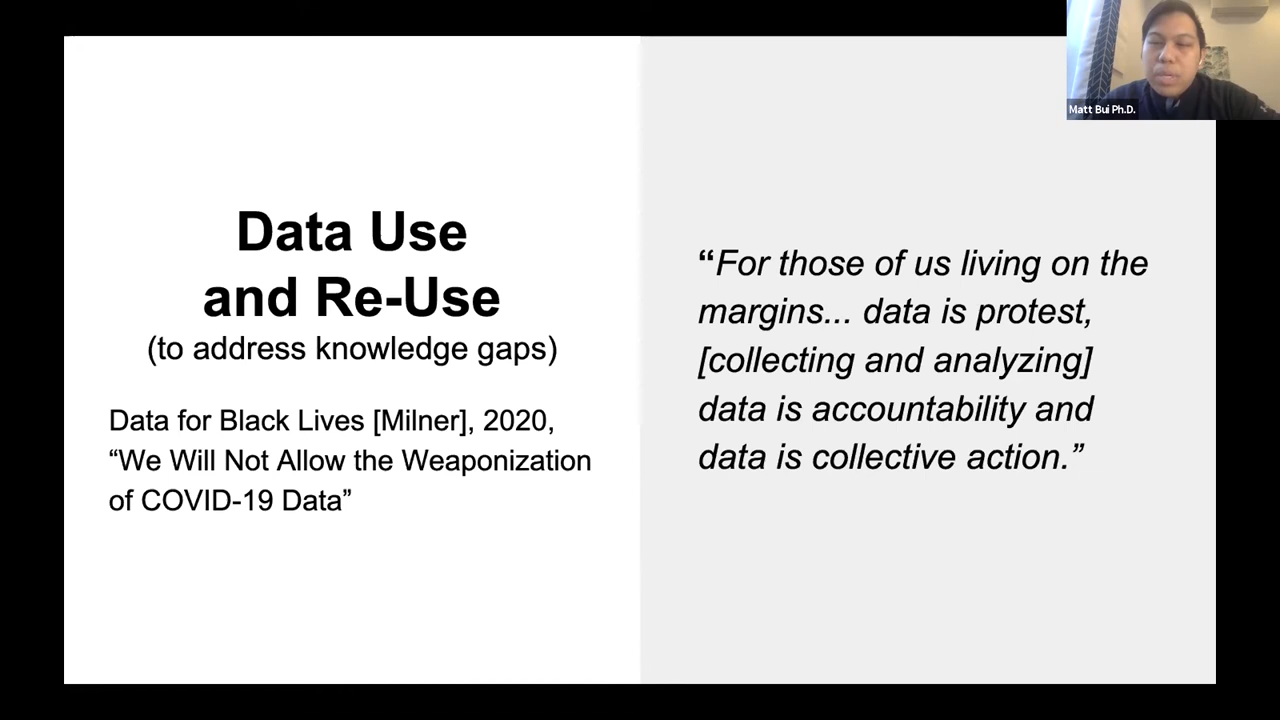 Data Use
and Re-Use
(to address knowledge gaps)
Data for Black Lives [Milner], 2020,
“We Will Not Allow the Weaponization
of COVID-19 Data”
“For those of us living on the
margins... data is protest,
[collecting and analyzing]
data is accountability and
data is collective action.”
Matt Bui Ph.D.